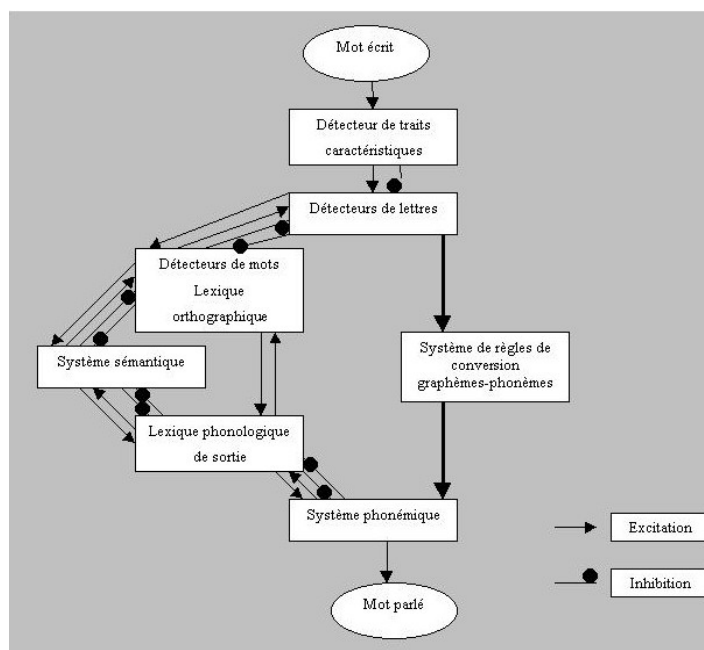 Mot écrit
Détecteur de traits
caractéristiques
Détecteurs de lettres
Détecteurs de mots
Lexique
orthographique
Système sémantique
Système de règles de
conversion
graphèmes-phonèmes
Lexique phonologique
de sortie
Système phonémique
Excitation
Inhibition
Mot parlé